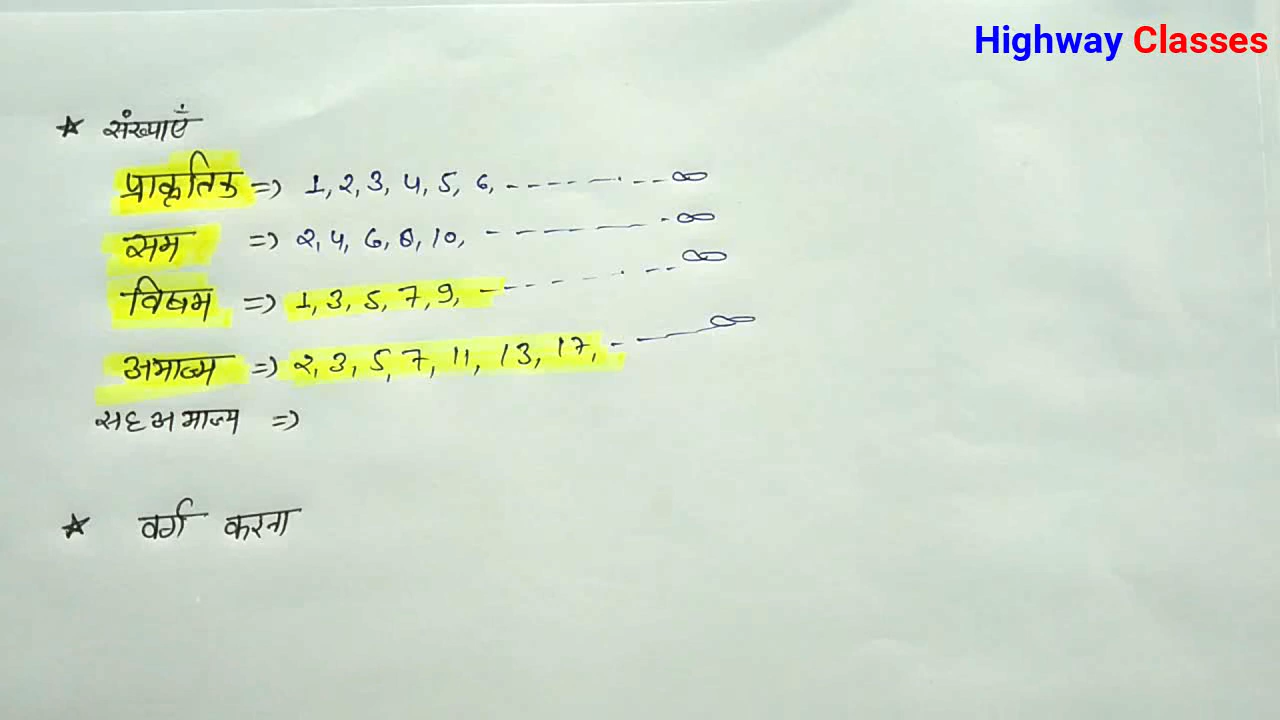 Highway Classes
★ संख्याएँ
प्राकृतिक => 1, 2, 3, 4, 5, 6, - - - - - - - - ∞
सम => 2, 4, 6, 8, 10, - - - - - - - ∞
विषम => 1, 3, 5, 7, 9, - - - - - - - - ∞
अभाज्य => 2, 3, 5, 7, 11, 13, 17, - - - ∞
सह अभाज्य =>
★ वर्ग करना